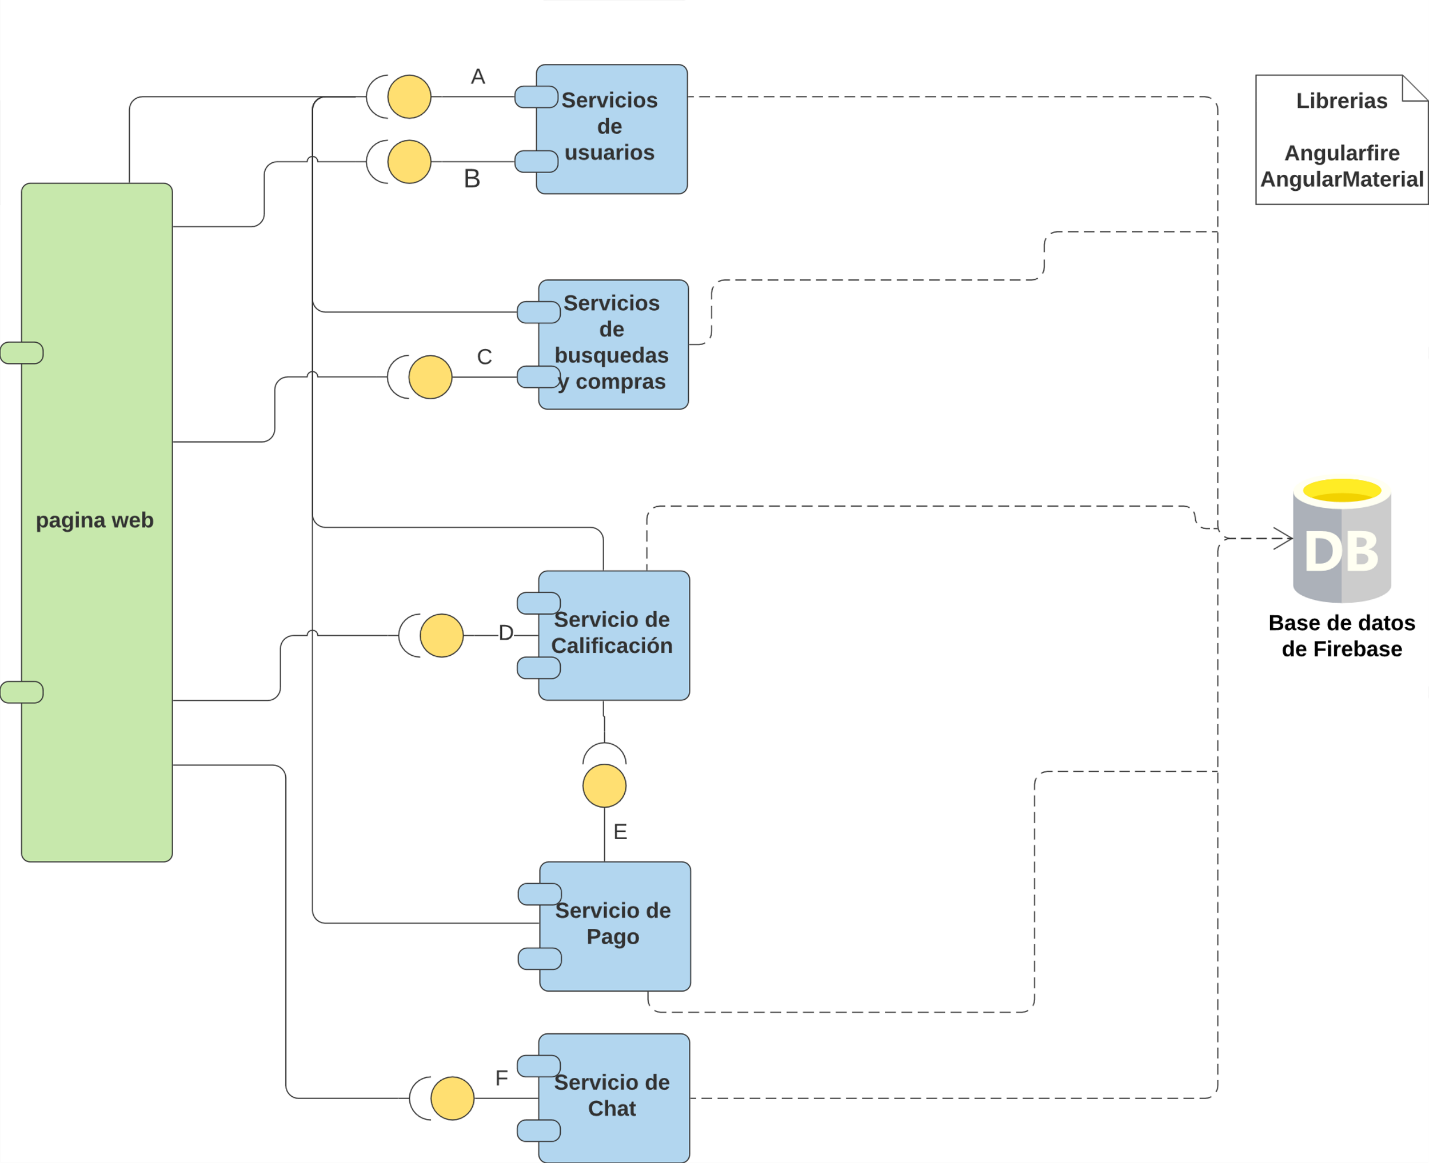 A
Servicios
de
usuarios
B
Librerias
Angularfire
AngularMaterial
Servicios
de
busquedas
y compras
C
pagina web
DB
Base de datos
de Firebase
Servicio de
Calificación
D
E
Servicio de
Pago
F
Servicio de
Chat